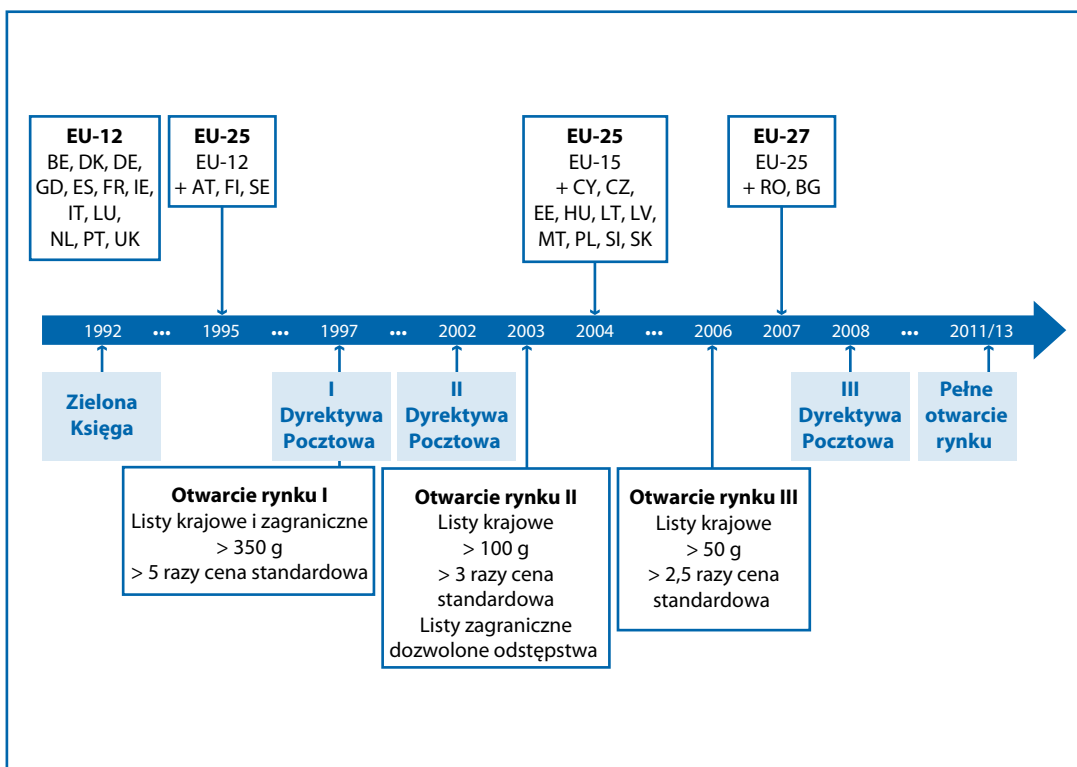 EU-12
BE, DK, DE,
GD, ES, FR, IE,
IT, LU,
NL, PT, UK
EU-25
EU-12
+ AT, FI, SE
EU-25
EU-15
+ CY, CZ,
EE, HU, LT, LV,
MT, PL, SI, SK
EU-27
EU-25
+ RO, BG
1992 ... 1995 ... 1997 ... 2002 2003 2004 ... 2006 2007 2008 ... 2011/13
Zielona
Księga
I
Dyrektywa
Pocztowa
II
Dyrektywa
Pocztowa
III
Dyrektywa
Pocztowa
Pełne
otwarcie
rynku
Otwarcie rynku I
Listy krajowe i zagraniczne
> 350 g
> 5 razy cena standardowa
Otwarcie rynku II
Listy krajowe
> 100 g
> 3 razy cena
standardowa
Listy zagraniczne
dozwolone odstępstwa
Otwarcie rynku III
Listy krajowe
> 50 g
> 2,5 razy cena
standardowa